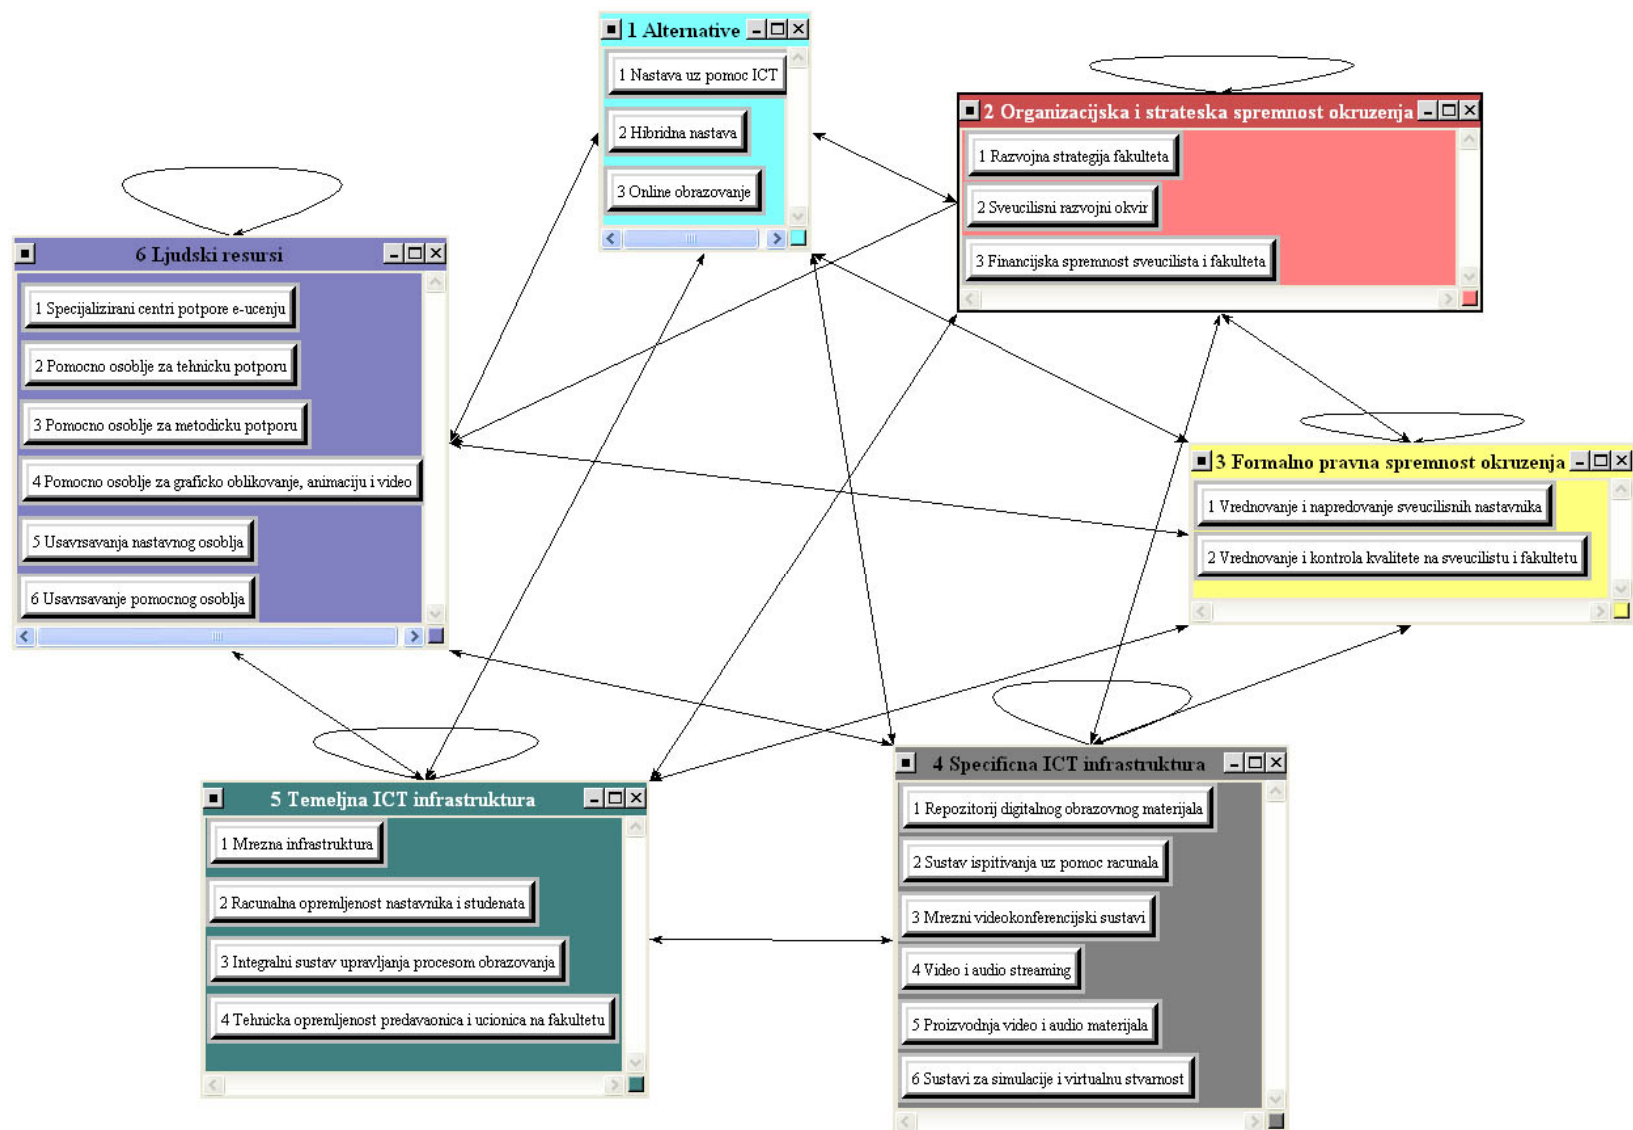 1 Alternative
1 Nastava uz pomoc ICT
2 Hibridna nastava
3 Online obrazovanje
2 Organizacijska i strateska spremnost okruzenja
1 Razvojna strategija fakulteta
2 Sveucilisni razvojni okvir
3 Financijska spremnost sveucilista i fakulteta
6 Ljudski resursi
1 Specijalizirani centri potpore e-ucenju
2 Pomocno osoblje za tehnicku potporu
3 Pomocno osoblje za metodicku potporu
4 Pomocno osoblje za graficko oblikovanje, animaciju i video
5 Usavrsavanja nastavnog osoblja
6 Usavrsavanje pomocnog osoblja
3 Formalno pravna spremnost okruzenja
1 Vrednovanje i napredovanje sveucilisnih nastavnika
2 Vrednovanje i kontrola kvalitete na sveucilistu i fakultetu
5 Temeljna ICT infrastruktura
1 Mrezna infrastruktura
2 Racunalna opremljenost nastavnika i studenata
3 Integralni sustav upravljanja procesom obrazovanja
4 Tehnicka opremljenost predavaonica i ucionica na fakultetu
4 Specificna ICT infrastruktura
1 Repozitorij digitalnog obrazovnog materijala
2 Sustav ispitivanja uz pomoc racunala
3 Mrezni videokonferencijski sustavi
4 Video i audio streaming
5 Proizvodnja video i audio materijala
6 Sustavi za simulacije i virtualnu stvarnost